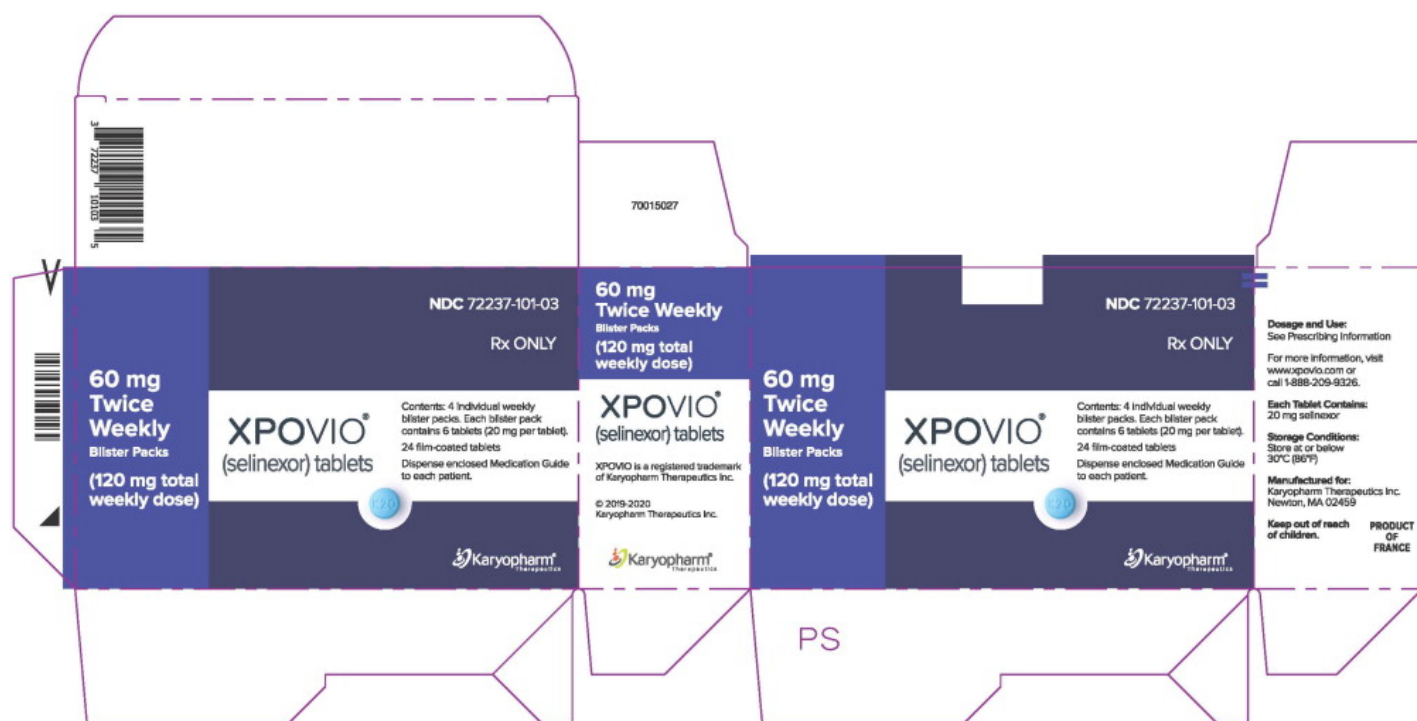 3 72237 10103 5
70015027
60 mg
Twice
Weekly
Blister Packs
(120 mg total
weekly dose)
NDC 72237-101-03
Rx ONLY
XPOVIO®
(selinexor) tablets
Contents: 4 individual weekly
blister packs. Each blister pack
contains 6 tablets (20 mg per tablet).
24 film-coated tablets
Dispense enclosed Medication Guide
to each patient.
K20
Karyopharm®
Therapeutics
60 mg
Twice Weekly
Blister Packs
(120 mg total
weekly dose)
XPOVIO®
(selinexor) tablets
XPOVIO is a registered trademark
of Karyopharm Therapeutics Inc.
© 2019-2020
Karyopharm Therapeutics Inc.
Karyopharm®
Therapeutics
60 mg
Twice
Weekly
Blister Packs
(120 mg total
weekly dose)
NDC 72237-101-03
Rx ONLY
XPOVIO®
(selinexor) tablets
Contents: 4 individual weekly
blister packs. Each blister pack
contains 6 tablets (20 mg per tablet).
24 film-coated tablets
Dispense enclosed Medication Guide
to each patient.
K20
Karyopharm®
Therapeutics
Dosage and Use:
See Prescribing Information
For more information, visit
www.xpovio.com or
call 1-888-209-9326.
Each Tablet Contains:
20 mg selinexor
Storage Conditions:
Store at or below
30°C (86°F)
Manufactured for:
Karyopharm Therapeutics Inc.
Newton, MA 02459
Keep out of reach
of children.
PRODUCT
OF
FRANCE
PS